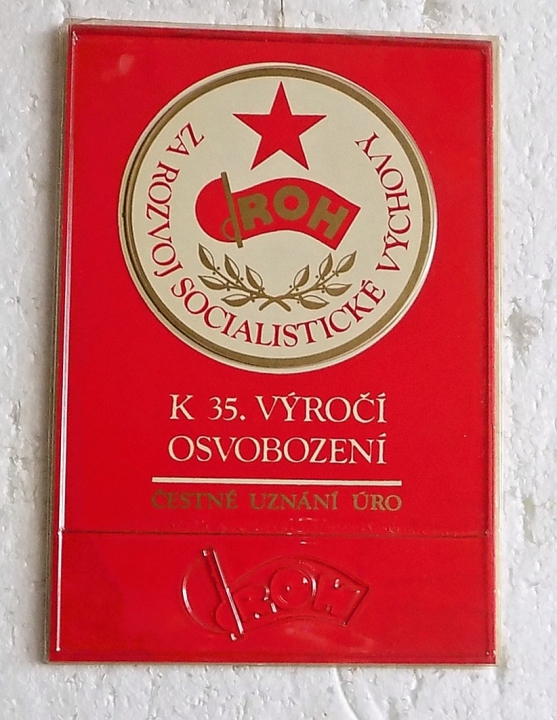 ZA ROZVOJ SOCIALISTICKÉ VÝCHOVY
ROH
K 35. VÝROČÍ
OSVOBOZENÍ
ČESTNÉ UZNÁNÍ ÚRO
ROH